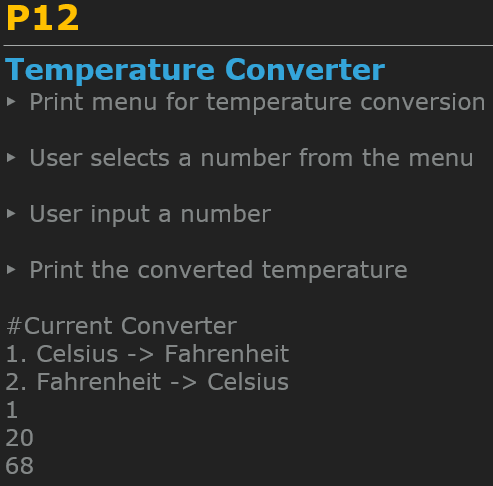 P12
Temperature Converter
‣ Print menu for temperature conversion
‣ User selects a number from the menu
‣ User input a number
‣ Print the converted temperature
#Current Converter
1. Celsius -> Fahrenheit
2. Fahrenheit -> Celsius
1
20
68